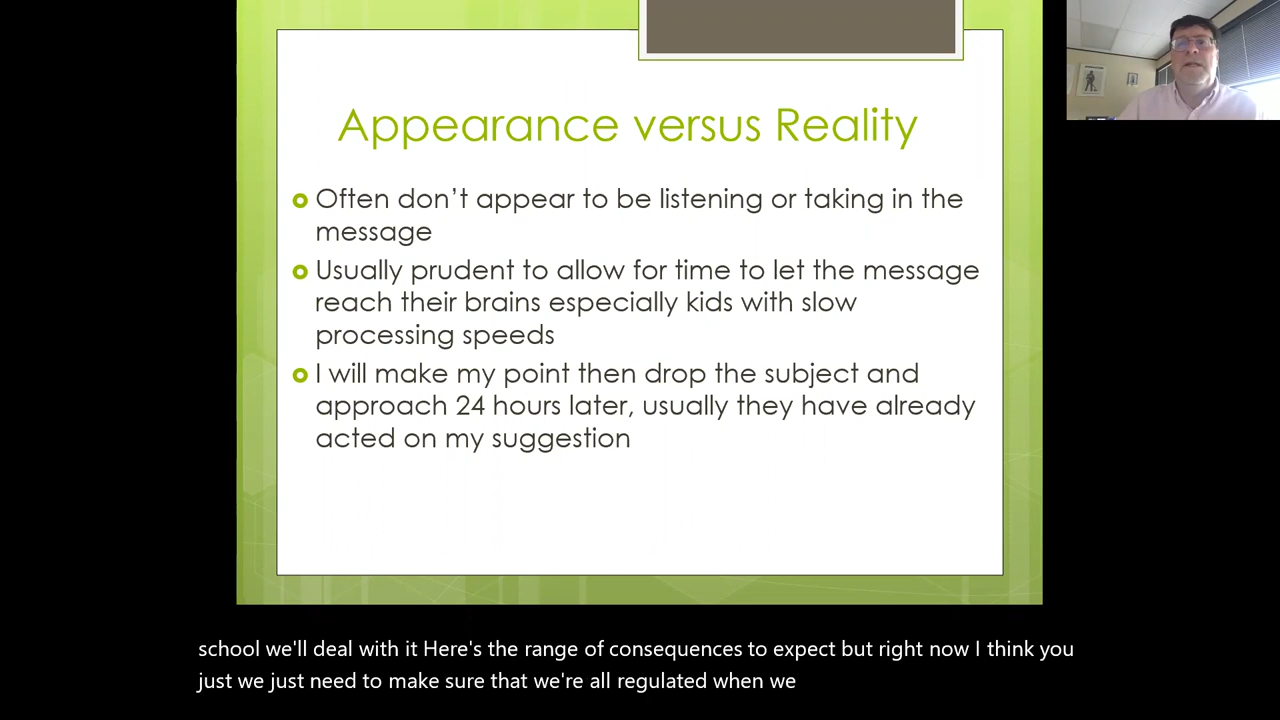 Appearance versus Reality
Often don’t appear to be listening or taking in the
message
Usually prudent to allow for time to let the message
reach their brains especially kids with slow
processing speeds
I will make my point then drop the subject and
approach 24 hours later, usually they have already
acted on my suggestion
school we'll deal with it Here's the range of consequences to expect but right now I think you
just we just need to make sure that we're all regulated when we